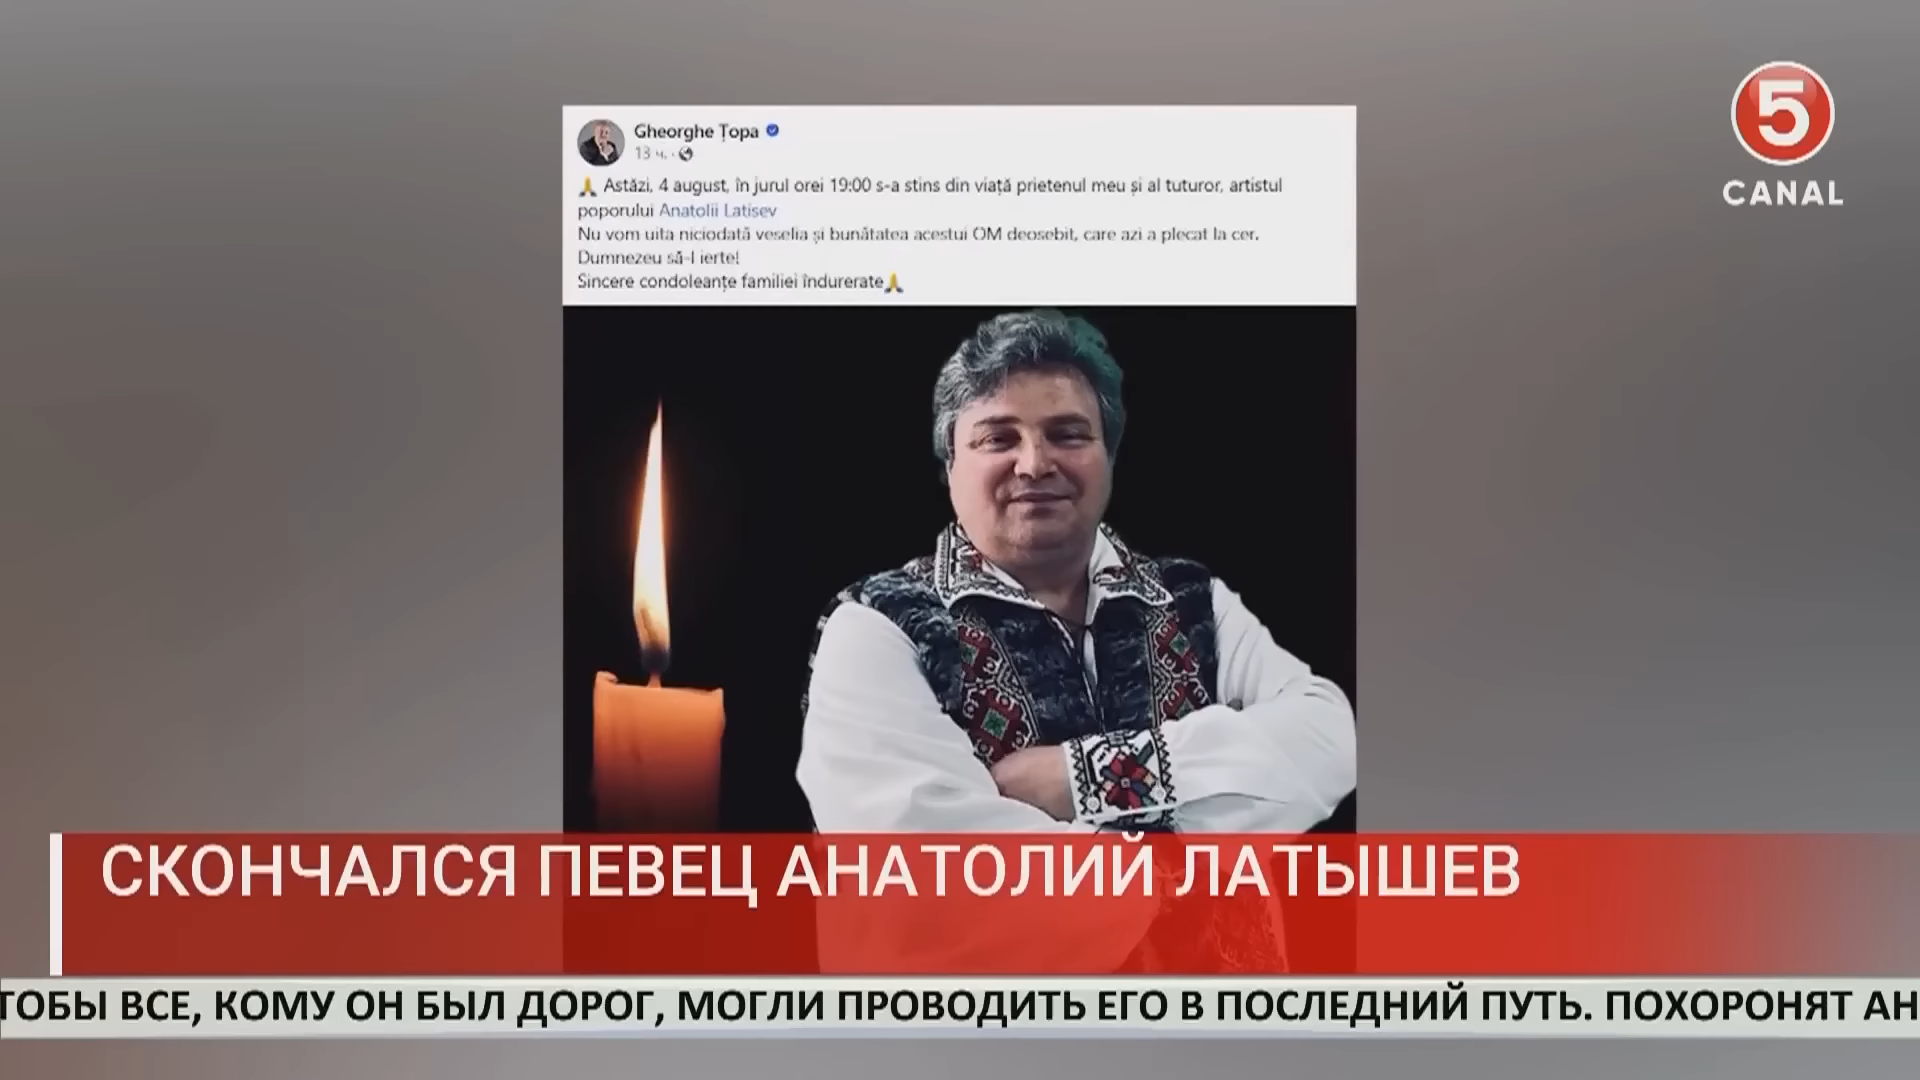 5
CANAL
Gheorghe Țopa
13 ч.
Astăzi, 4 august, în jurul orei 19:00 s-a stins din viață prietenul meu și al tuturor, artistul
poporului Anatolii Latisev
Nu vom uita niciodată veselia și bunătatea acestui OM deosebit, care azi a plecat la cer.
Dumnezeu să-l ierte!
Sincere condoleanțe familiei îndurerate
СКОНЧАЛСЯ ПЕВЕЦ АНАТОЛИЙ ЛАТЫШЕВ
ТОБЫ ВСЕ, КОМУ ОН БЫЛ ДОРОГ, МОГЛИ ПРОВОДИТЬ ЕГО В ПОСЛЕДНИЙ ПУТЬ. ПОХОРОНЯТ АН